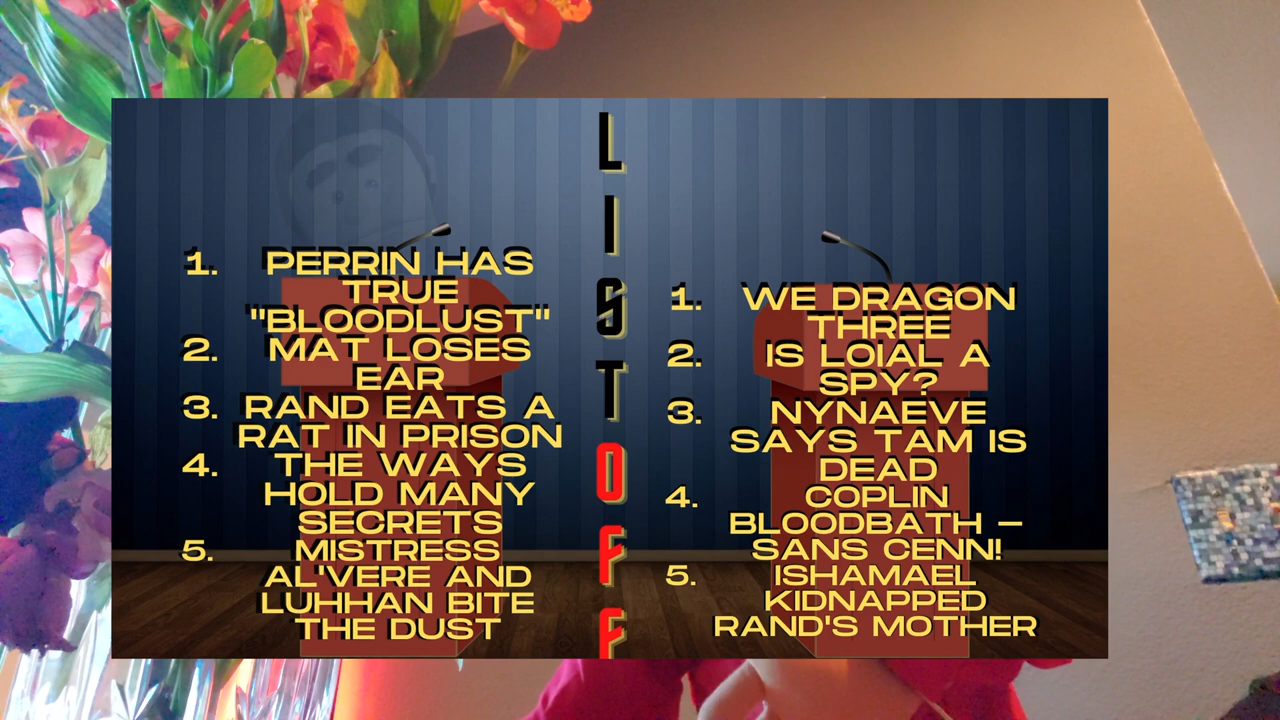 1. PERRIN HAS
TRUE
"BLOODLUST"
2. MAT LOSES
EAR
3. RAND EATS A
RAT IN PRISON
4. THE WAYS
HOLD MANY
SECRETS
5. MISTRESS
AL'VERE AND
LUHHAN BITE
THE DUST
LIST OFF
1. WE DRAGON
THREE
2. IS LOIAL A
SPY?
3. NYNAEVE
SAYS TAM IS
DEAD
4. COPLIN
BLOODBATH –
SANS CENN!
5. ISHAMAEL
KIDNAPPED
RAND'S MOTHER